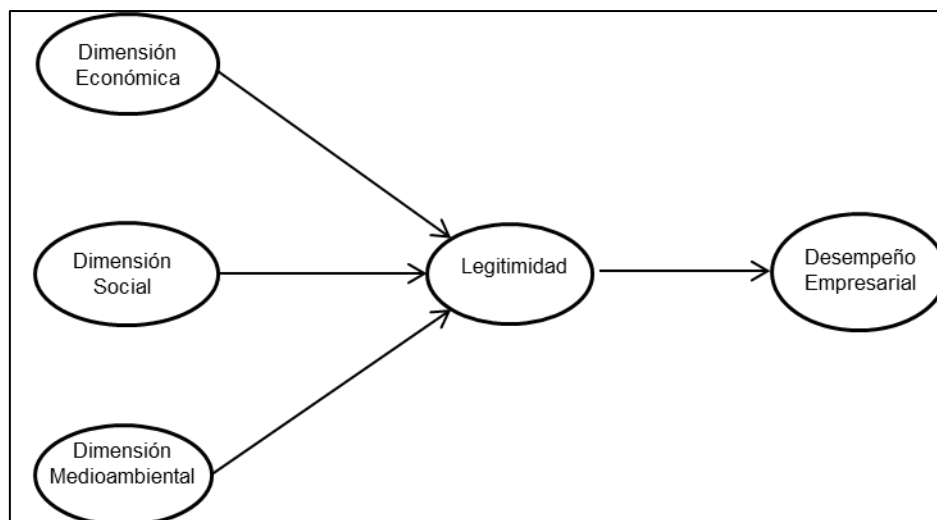 Dimensión
Económica
Dimensión
Social
Legitimidad
Desempeño
Empresarial
Dimensión
Medioambiental